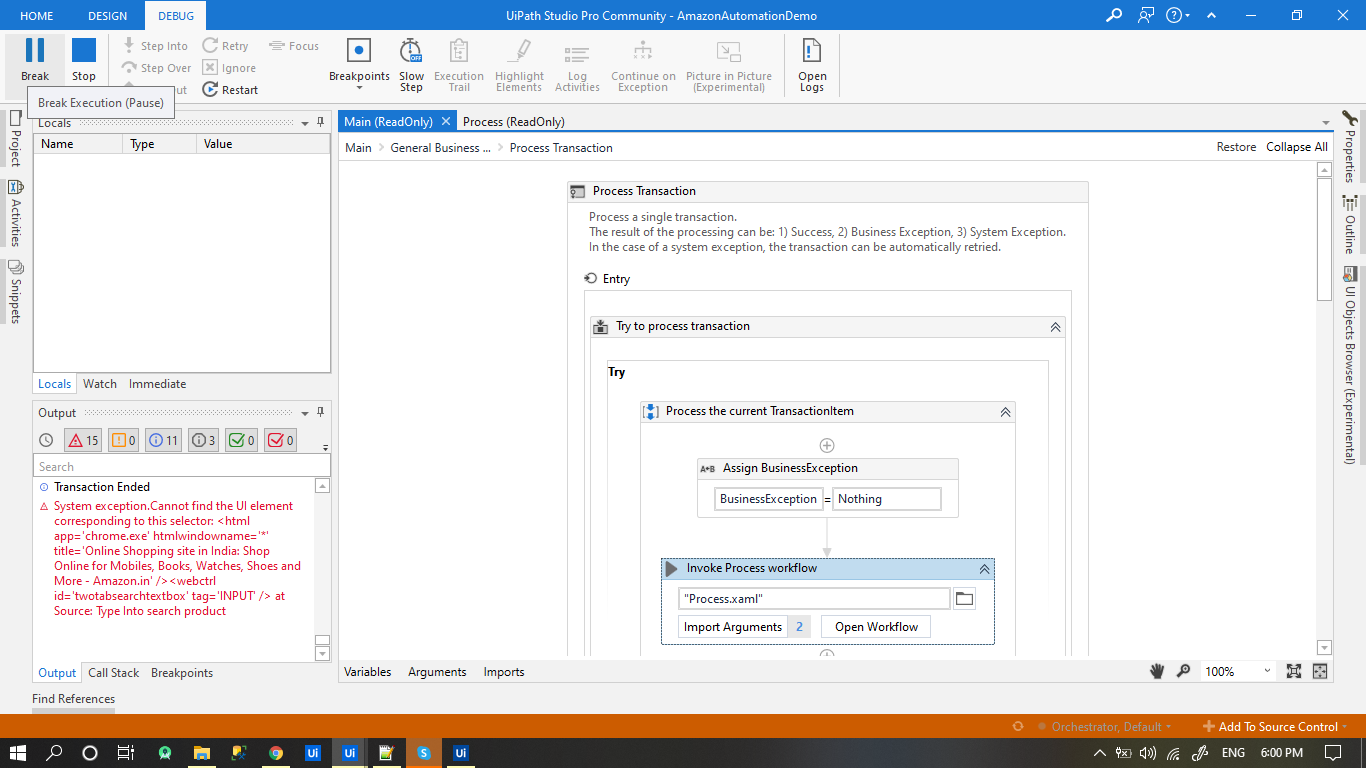 HOME DESIGN DEBUG UiPath Studio Pro Community - AmazonAutomationDemo
Break
Stop
Step Into
Step Over
ut
Retry
Ignore
Restart
Focus
Breakpoints
Slow
Step
OFF
Execution
Trail
Highlight
Elements
Log
Activities
Continue on
Exception
Picture in Picture
(Experimental)
Open
Logs
Break Execution (Pause)
Project
Activities
Snippets
Locals
Name Type Value
Locals Watch Immediate
Output
15 0 11 3 0 0
Search
Transaction Ended
System exception.Cannot find the UI element
corresponding to this selector: <html
app='chrome.exe' htmlwindowname='*'
title='Online Shopping site in India: Shop
Online for Mobiles, Books, Watches, Shoes and
More - Amazon.in' /><webctrl
id='twotabsearchtextbox' tag='INPUT' /> at
Source: Type Into search product
Output Call Stack Breakpoints
Find References
Main (ReadOnly) Process (ReadOnly)
Main General Business ... Process Transaction Restore Collapse All
Process Transaction
Process a single transaction.
The result of the processing can be: 1) Success, 2) Business Exception, 3) System Exception.
In the case of a system exception, the transaction can be automatically retried.
Entry
Try to process transaction
Try
Process the current TransactionItem
A*B Assign BusinessException
BusinessException = Nothing
Invoke Process workflow
"Process.xaml"
Import Arguments 2 Open Workflow
Variables Arguments Imports 100%
Properties
Outline
UI Objects Browser (Experimental)
Orchestrator, Default Add To Source Control
Ui Ui S Ui ENG 6:00 PM